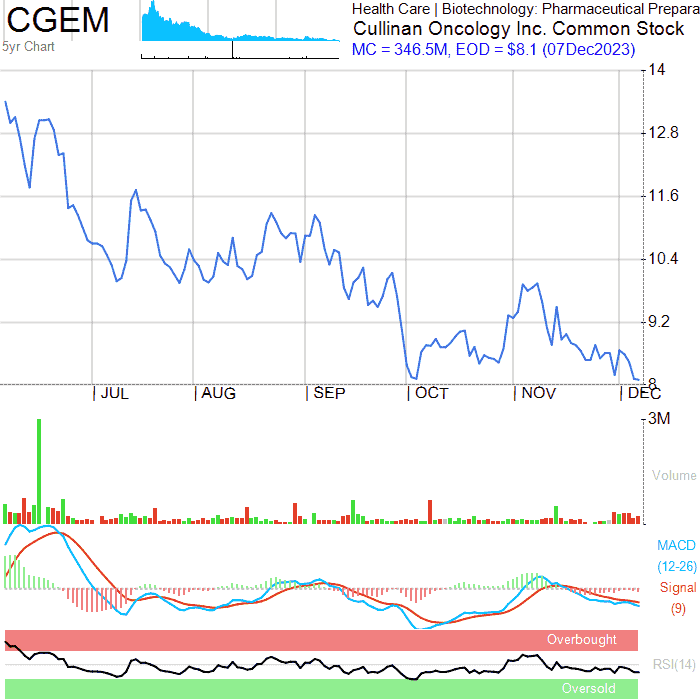 CGEM
5yr Chart
Health Care | Biotechnology: Pharmaceutical Prepara
Cullinan Oncology Inc. Common Stock
MC = 346.5M, EOD = $8.1 (07Dec2023)
14
12.8
11.6
10.4
9.2
8
JUL AUG SEP OCT NOV DEC
3M
Volume
MACD
(12-26)
Signal
(9)
Overbought
RSI(14)
Oversold